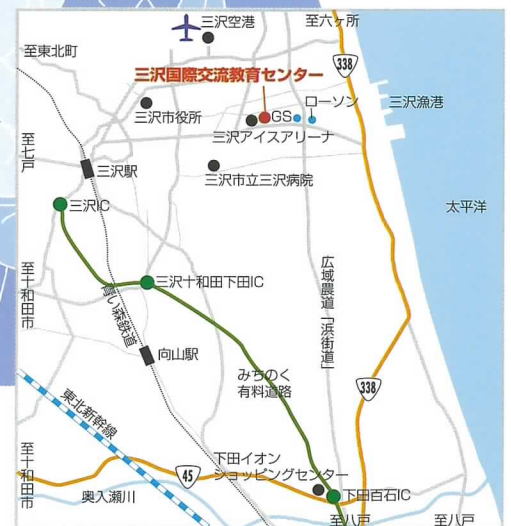 三沢空港
至六ヶ所
至東北町
338
三沢国際交流教育センター
ローソン
三沢漁港
三沢市役所
GS
三沢アイスアリーナ
至七戸
三沢駅
三沢市立三沢病院
三沢IC
太平洋
至十和田市
三沢十和田下田IC
広域農道「浜街道」
青い森鉄道
向山駅
みちのく
有料道路
338
東北新幹線
下田イオン
ショッピングセンター
45
至十和田市
奥入瀬川
下田百石IC
至八戸
至八戸